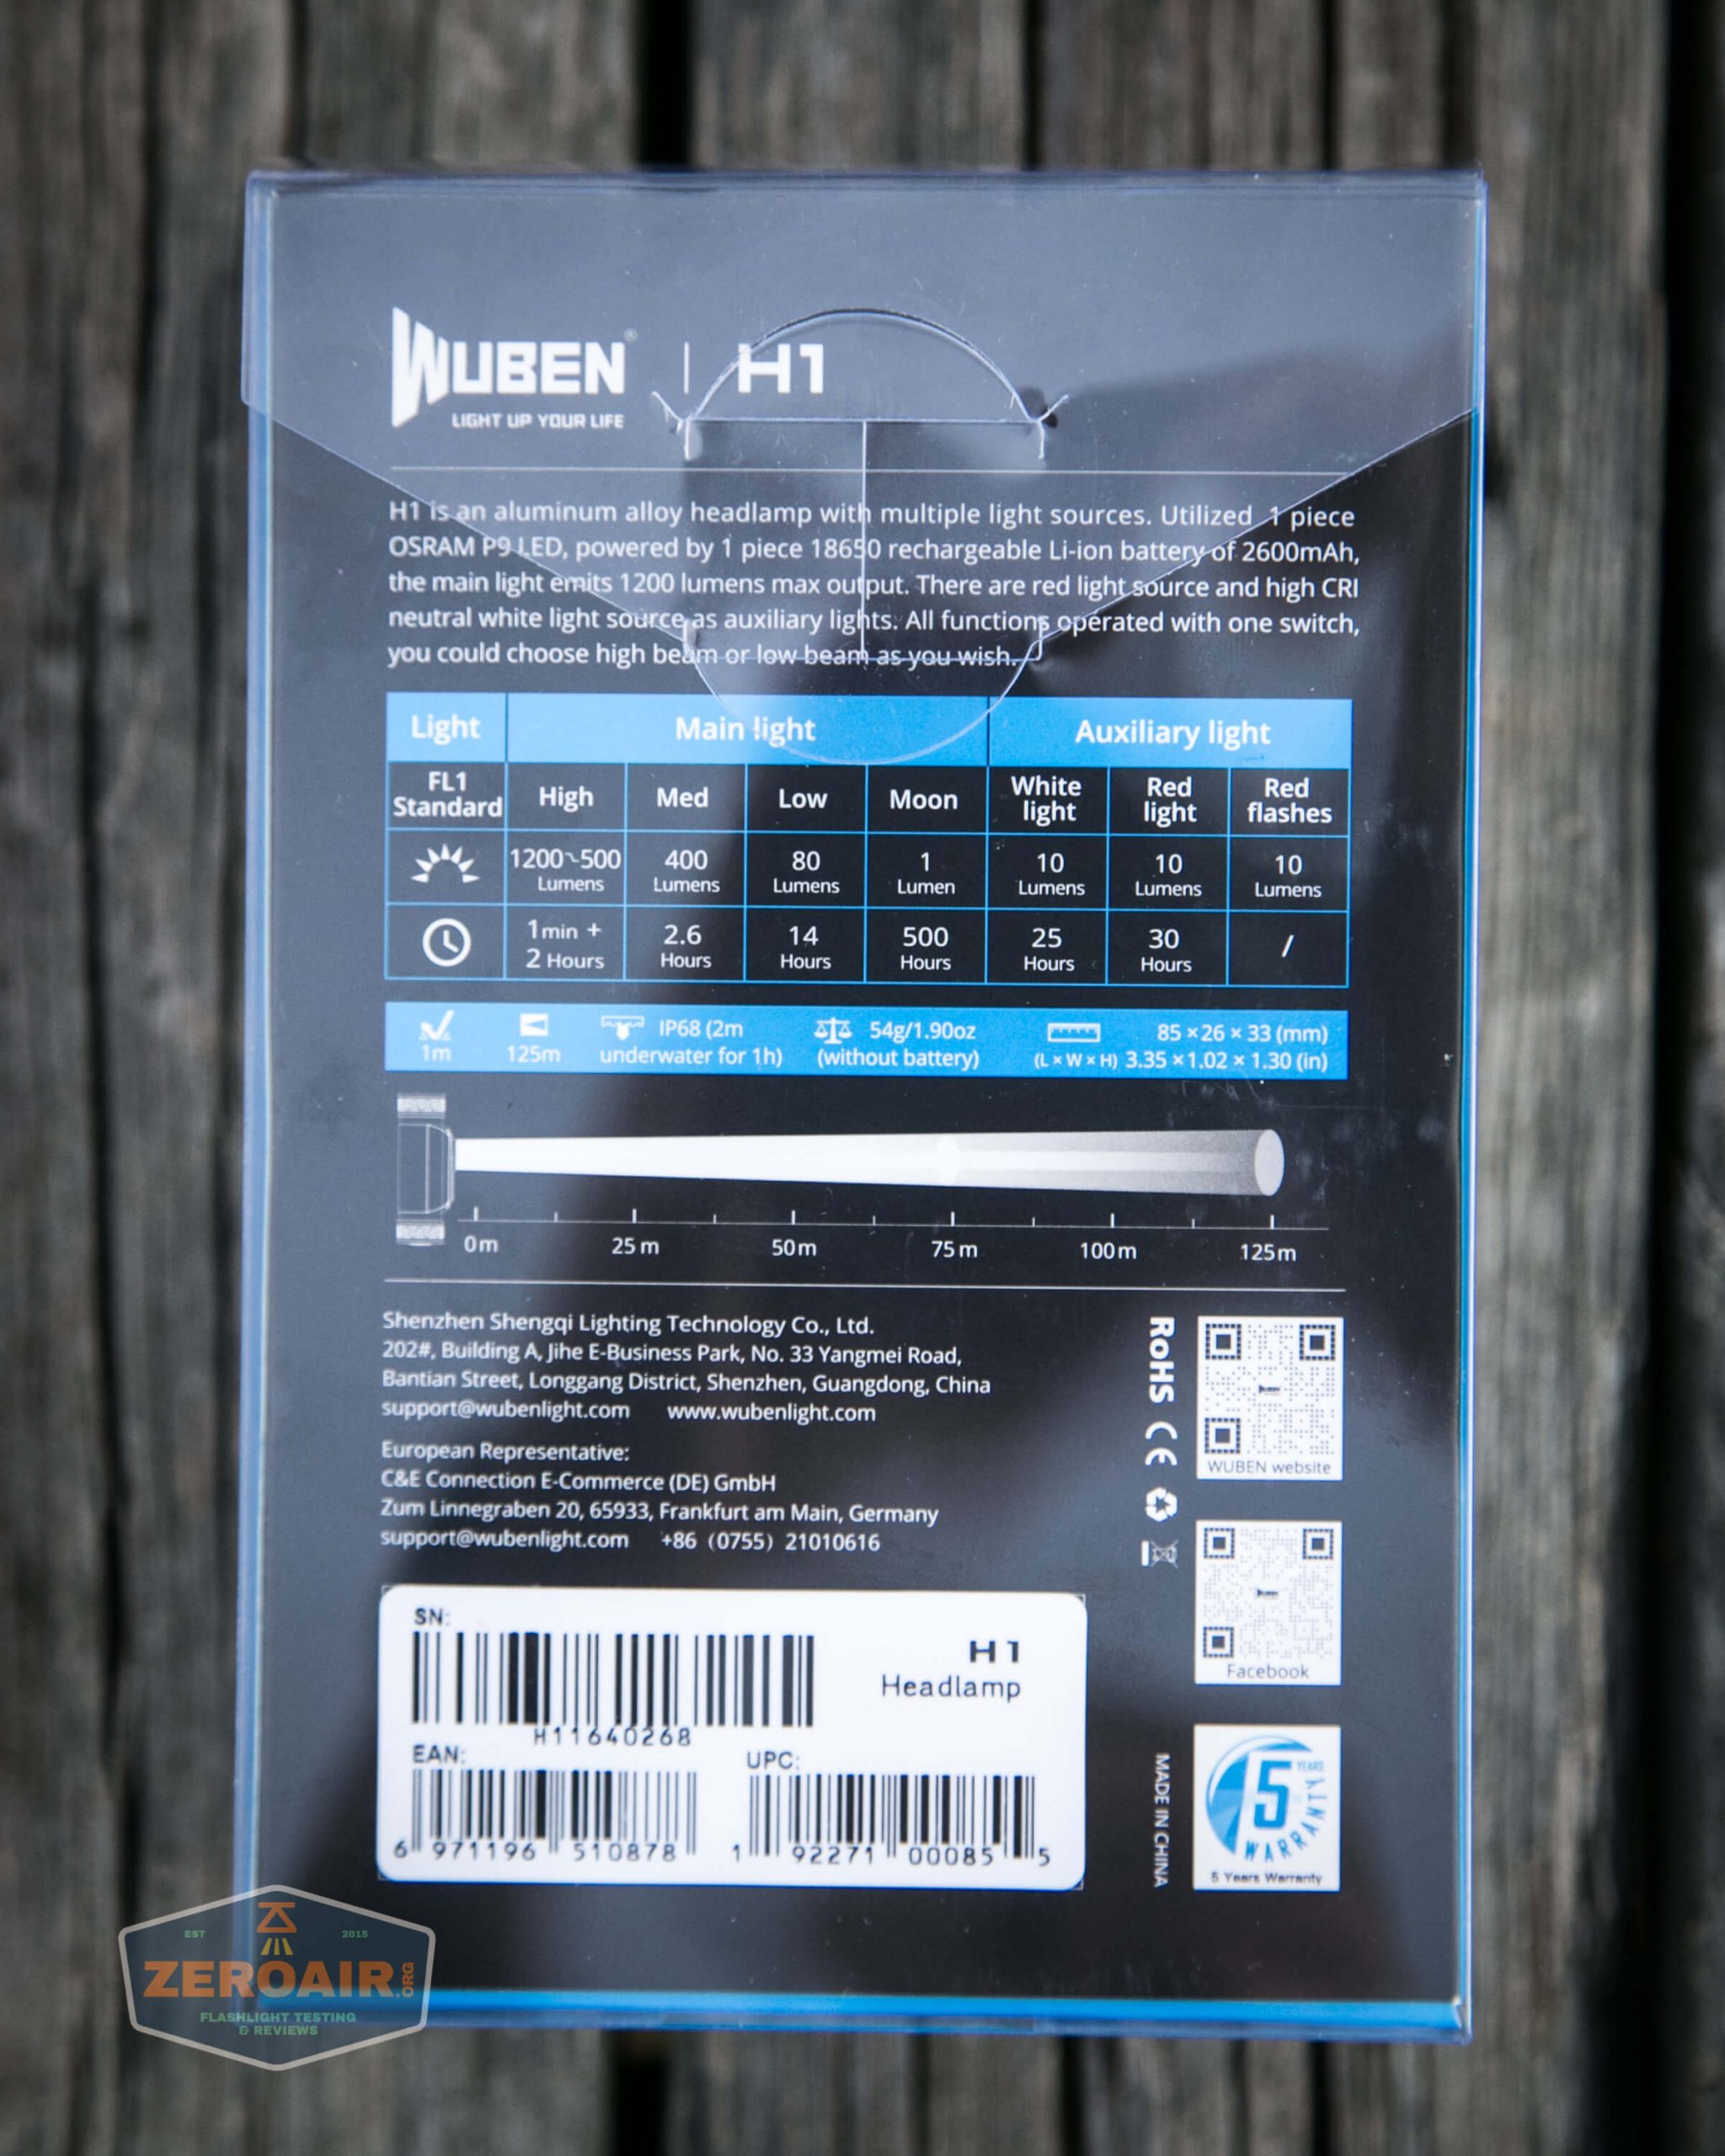 WUBEN® | H1
LIGHT UP YOUR LIFE
H1 is an aluminum alloy headlamp with multiple light sources. Utilized 1 piece
OSRAM P9 LED, powered by 1 piece 18650 rechargeable Li-ion battery of 2600mAh,
the main light emits 1200 lumens max output. There are red light source and high CRI
neutral white light source as auxiliary lights. All functions operated with one switch,
you could choose high beam or low beam as you wish.
Light Main light Auxiliary light
FL1 Standard High Med Low Moon White light Red light Red flashes
1200~500 Lumens 400 Lumens 80 Lumens 1 Lumen 10 Lumens 10 Lumens 10 Lumens
1min + 2 Hours 2.6 Hours 14 Hours 500 Hours 25 Hours 30 Hours /
1m 125m IP68 (2m underwater for 1h) 54g/1.90oz (without battery) (L×W×H) 85×26×33 (mm) 3.35×1.02×1.30 (in)
0m 25m 50m 75m 100m 125m
Shenzhen Shengqi Lighting Technology Co., Ltd.
202#, Building A, Jihe E-Business Park, No. 33 Yangmei Road,
Bantian Street, Longgang District, Shenzhen, Guangdong, China
support@wubenlight.com www.wubenlight.com
European Representative:
C&E Connection E-Commerce (DE) GmbH
Zum Linnegraben 20, 65933, Frankfurt am Main, Germany
support@wubenlight.com +86（0755）21010616
RoHS CE
WUBEN website
Facebook
SN:
H11640268
H1
Headlamp
EAN:
6 971196 510878
UPC:
1 92271 00085 5
MADE IN CHINA
5 YEARS
WARRANTY
5 Years Warranty
EST 2015
ZEROAIR.ORG
FLASHLIGHT TESTING
& REVIEWS